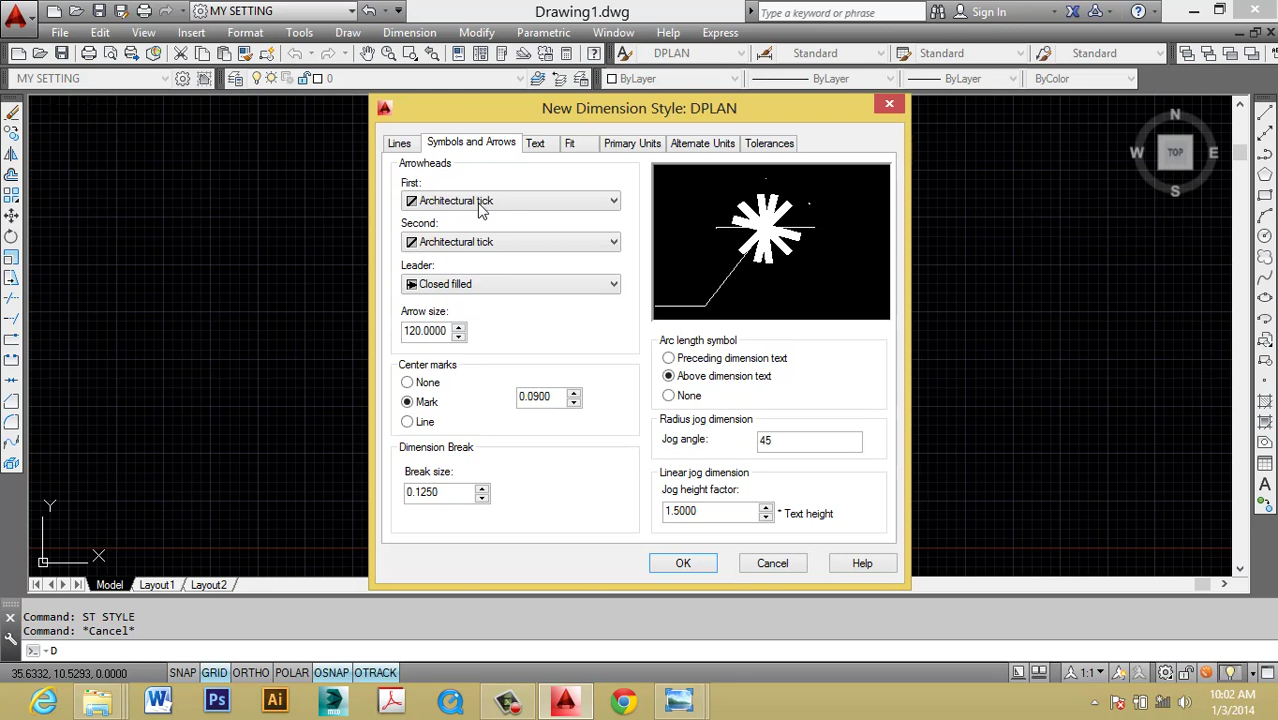 MY SETTING
Drawing1.dwg
Type a keyword or phrase
Sign In
File Edit View Insert Format Tools Draw Dimension Modify Parametric Window Help Express
DPLAN
Standard
Standard
Standard
MY SETTING
0
ByLayer
ByLayer
ByLayer
ByColor
New Dimension Style: DPLAN
Lines
Symbols and Arrows
Text
Fit
Primary Units
Alternate Units
Tolerances
Arrowheads
First:
Architectural tick
Second:
Architectural tick
Leader:
Closed filled
Arrow size:
120.0000
Center marks
None
Mark
0.0900
Line
Dimension Break
Break size:
0.1250
Arc length symbol
Preceding dimension text
Above dimension text
None
Radius jog dimension
Jog angle:
45
Linear jog dimension
Jog height factor:
1.5000
* Text height
OK
Cancel
Help
N
W
TOP
E
S
Y
X
Model
Layout1
Layout2
Command: ST STYLE
Command: *Cancel*
D
35.6332, 10.5293, 0.0000
SNAP GRID ORTHO POLAR OSNAP OTRACK
1:1
W
Ps
Ai
10:02 AM
1/3/2014